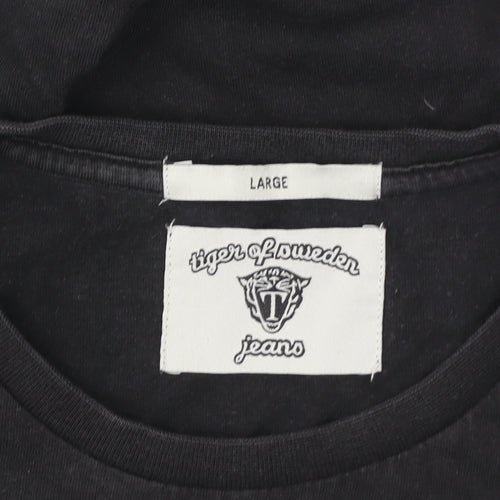 LARGE
tiger of sweden
T
jeans